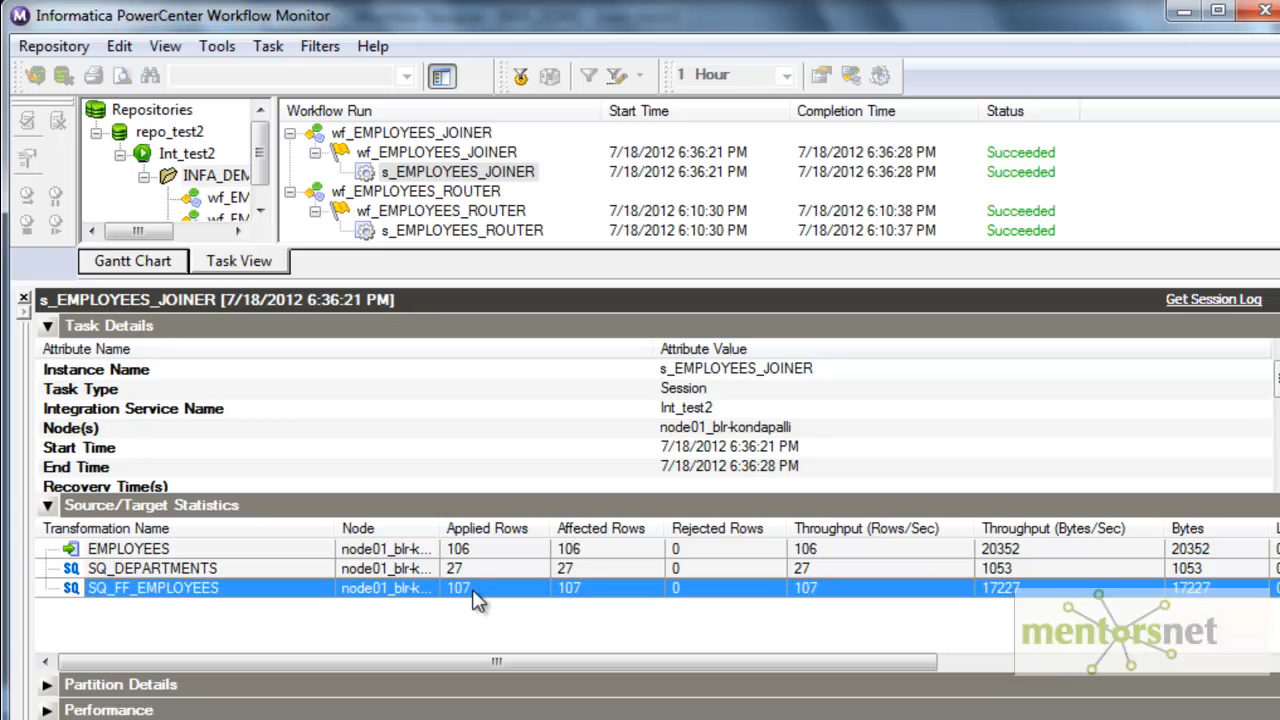 Informatica PowerCenter Workflow Monitor
Repository Edit View Tools Task Filters Help
1 Hour
Repositories
repo_test2
Int_test2
INFA_DEM
wf_EM
wf_EM
Workflow Run Start Time Completion Time Status
wf_EMPLOYEES_JOINER
wf_EMPLOYEES_JOINER 7/18/2012 6:36:21 PM 7/18/2012 6:36:28 PM Succeeded
s_EMPLOYEES_JOINER 7/18/2012 6:36:21 PM 7/18/2012 6:36:28 PM Succeeded
wf_EMPLOYEES_ROUTER
wf_EMPLOYEES_ROUTER 7/18/2012 6:10:30 PM 7/18/2012 6:10:38 PM Succeeded
s_EMPLOYEES_ROUTER 7/18/2012 6:10:30 PM 7/18/2012 6:10:37 PM Succeeded
Gantt Chart Task View
s_EMPLOYEES_JOINER [7/18/2012 6:36:21 PM] Get Session Log
Task Details
Attribute Name Attribute Value
Instance Name s_EMPLOYEES_JOINER
Task Type Session
Integration Service Name Int_test2
Node(s) node01_blr-kondapalli
Start Time 7/18/2012 6:36:21 PM
End Time 7/18/2012 6:36:28 PM
Recovery Time(s)
Source/Target Statistics
Transformation Name Node Applied Rows Affected Rows Rejected Rows Throughput (Rows/Sec) Throughput (Bytes/Sec) Bytes
EMPLOYEES node01_blr-k... 106 106 0 106 20352 20352
SQ_DEPARTMENTS node01_blr-k... 27 27 0 27 1053 1053
SQ_FF_EMPLOYEES node01_blr-k... 107 107 0 107 17227 17227
mentorsnet
Partition Details
Performance